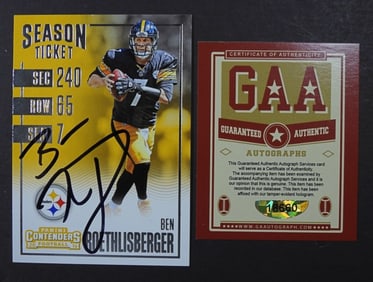 SEASON
TICKET
SEC 240
ROW 65
7
Steelers
PANINI
CONTENDERS
FOOTBALL
BEN
ROETHLISBERGER
CERTIFICATE OF AUTHENTICITY
GAA
GUARANTEED AUTHENTIC
AUTOGRAPHS
This Guaranteed Authentic Autograph Services card
will serve as a Certificate of Authenticity.
The accompanying item has been examined by
Guaranteed Autograph Services and it is
our opinion that this is genuine. This item has been
recorded in our database. This item has been
affixed with our tamper-evident hologram.
WWW.GAAUTOGRAPH.COM